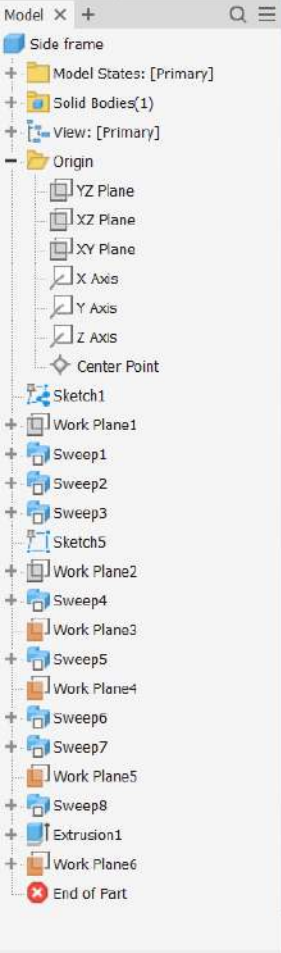 Model × +
Side frame
Model States: [Primary]
Solid Bodies(1)
View: [Primary]
Origin
YZ Plane
XZ Plane
XY Plane
X Axis
Y Axis
Z Axis
Center Point
Sketch1
Work Plane1
Sweep1
Sweep2
Sweep3
Sketch5
Work Plane2
Sweep4
Work Plane3
Sweep5
Work Plane4
Sweep6
Sweep7
Work Plane5
Sweep8
Extrusion1
Work Plane6
End of Part